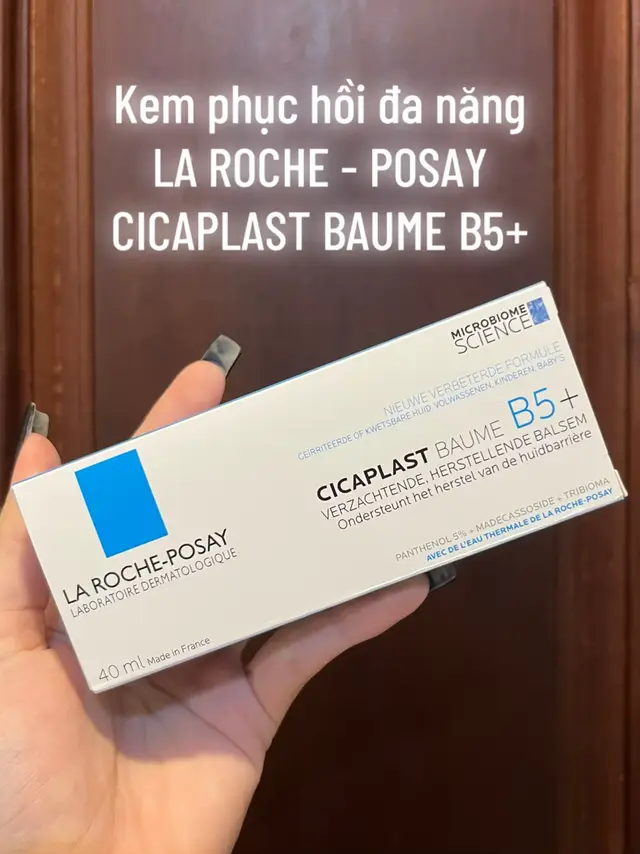 Kem phục hồi đa năng
LA ROCHE - POSAY
CICAPLAST BAUME B5+
MICROBIOME
SCIENCE
NIEUWE VERBETERDE FORMULE
GEÏRRITEERDE OF KWETSBARE HUID. VOLWASSENEN, KINDEREN, BABY'S
CICAPLAST BAUME B5+
VERZACHTENDE, HERSTELLENDE BALSEM
Ondersteunt het herstel van de huidbarrière
PANTHENOL 5% + MADECASSOSIDE + TRIBIOMA
AVEC DE L'EAU THERMALE DE LA ROCHE-POSAY
LA ROCHE-POSAY
LABORATOIRE DERMATOLOGIQUE
40 ml Made in France